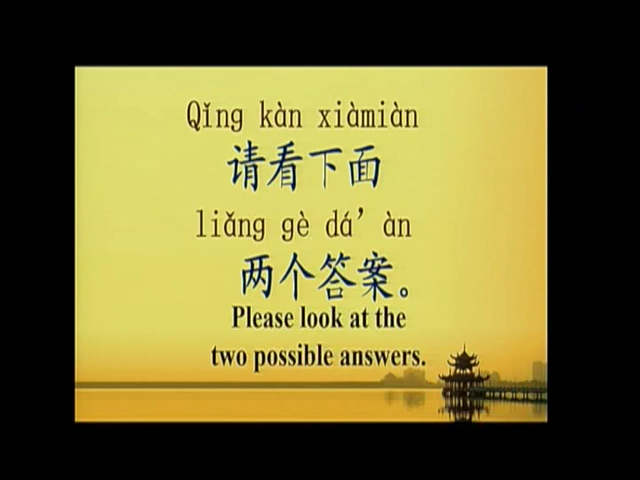 Qǐng kàn xiàmiàn
请看下面
liǎng gè dá’àn
两个答案。
Please look at the
two possible answers.